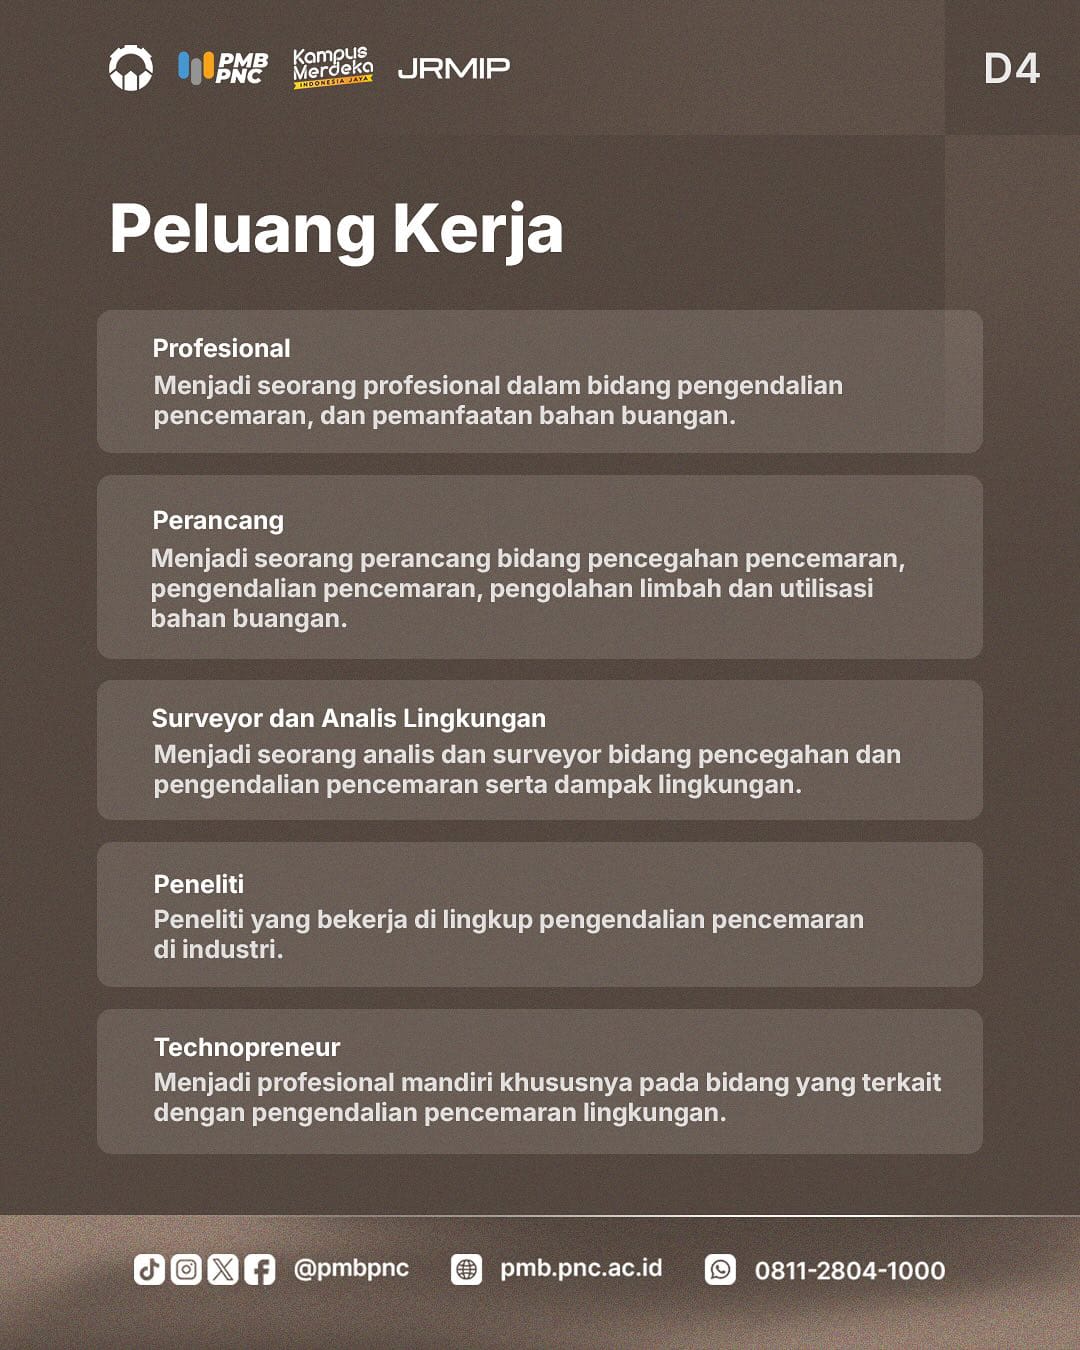 PMB
PNC
Kampus
Merdeka
INDONESIA JAYA
JRMIP
D4
Peluang Kerja
Profesional
Menjadi seorang profesional dalam bidang pengendalian
pencemaran, dan pemanfaatan bahan buangan.
Perancang
Menjadi seorang perancang bidang pencegahan pencemaran,
pengendalian pencemaran, pengolahan limbah dan utilisasi
bahan buangan.
Surveyor dan Analis Lingkungan
Menjadi seorang analis dan surveyor bidang pencegahan dan
pengendalian pencemaran serta dampak lingkungan.
Peneliti
Peneliti yang bekerja di lingkup pengendalian pencemaran
di industri.
Technopreneur
Menjadi profesional mandiri khususnya pada bidang yang terkait
dengan pengendalian pencemaran lingkungan.
@pmbpnc
pmb.pnc.ac.id
0811-2804-1000